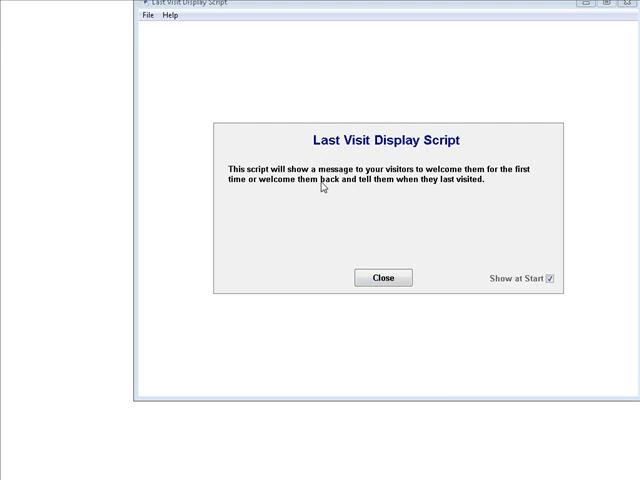 Last Visit Display Script
File Help
Last Visit Display Script
This script will show a message to your visitors to welcome them for the first
time or welcome them back and tell them when they last visited.
Close
Show at Start